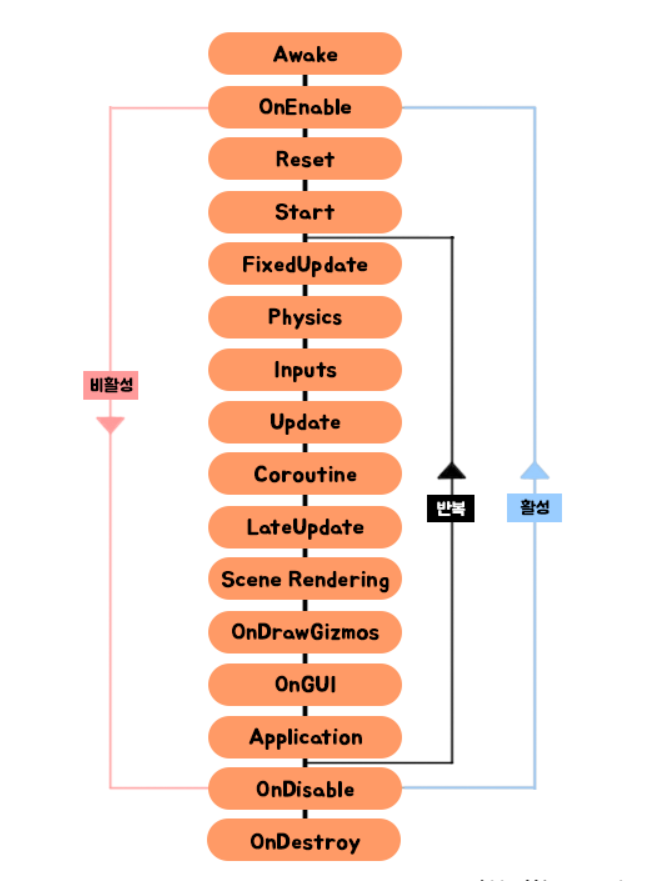 Awake
OnEnable
Reset
Start
FixedUpdate
Physics
Inputs
비활성
Update
Coroutine
반복
활성
LateUpdate
Scene Rendering
OnDrawGizmos
OnGUI
Application
OnDisable
OnDestroy